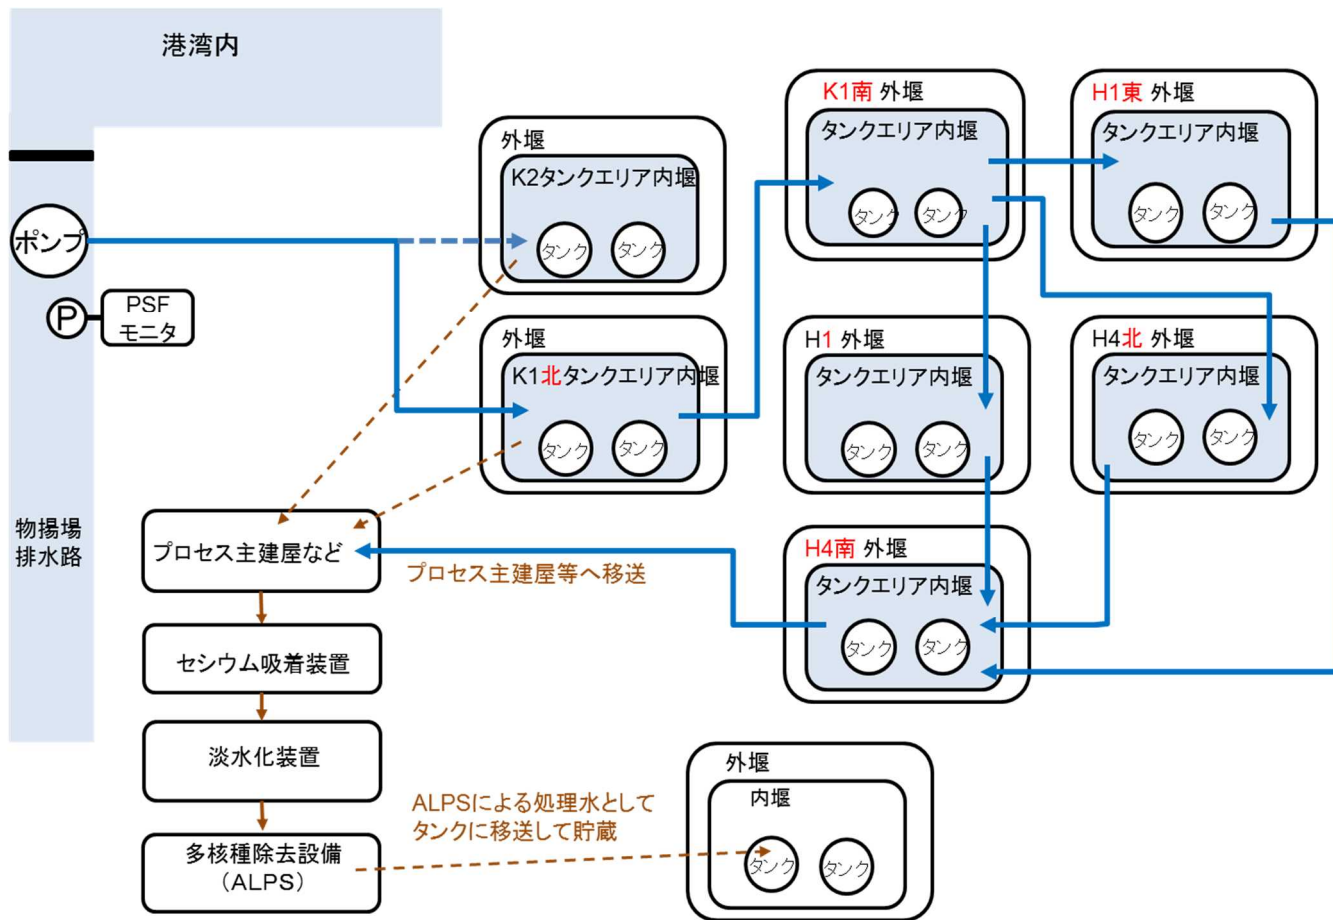 港湾内
ポンプ
P
PSF
モニタ
物揚場
排水路
外堰
K2タンクエリア内堰
タンク
タンク
外堰
K1北タンクエリア内堰
タンク
タンク
K1南 外堰
タンクエリア内堰
タンク
タンク
H1東 外堰
タンクエリア内堰
タンク
タンク
H1 外堰
タンクエリア内堰
タンク
タンク
H4北 外堰
タンクエリア内堰
タンク
タンク
H4南 外堰
タンクエリア内堰
タンク
タンク
プロセス主建屋など
プロセス主建屋等へ移送
セシウム吸着装置
淡水化装置
多核種除去設備
（ALPS）
ALPSによる処理水として
タンクに移送して貯蔵
外堰
内堰
タンク
タンク